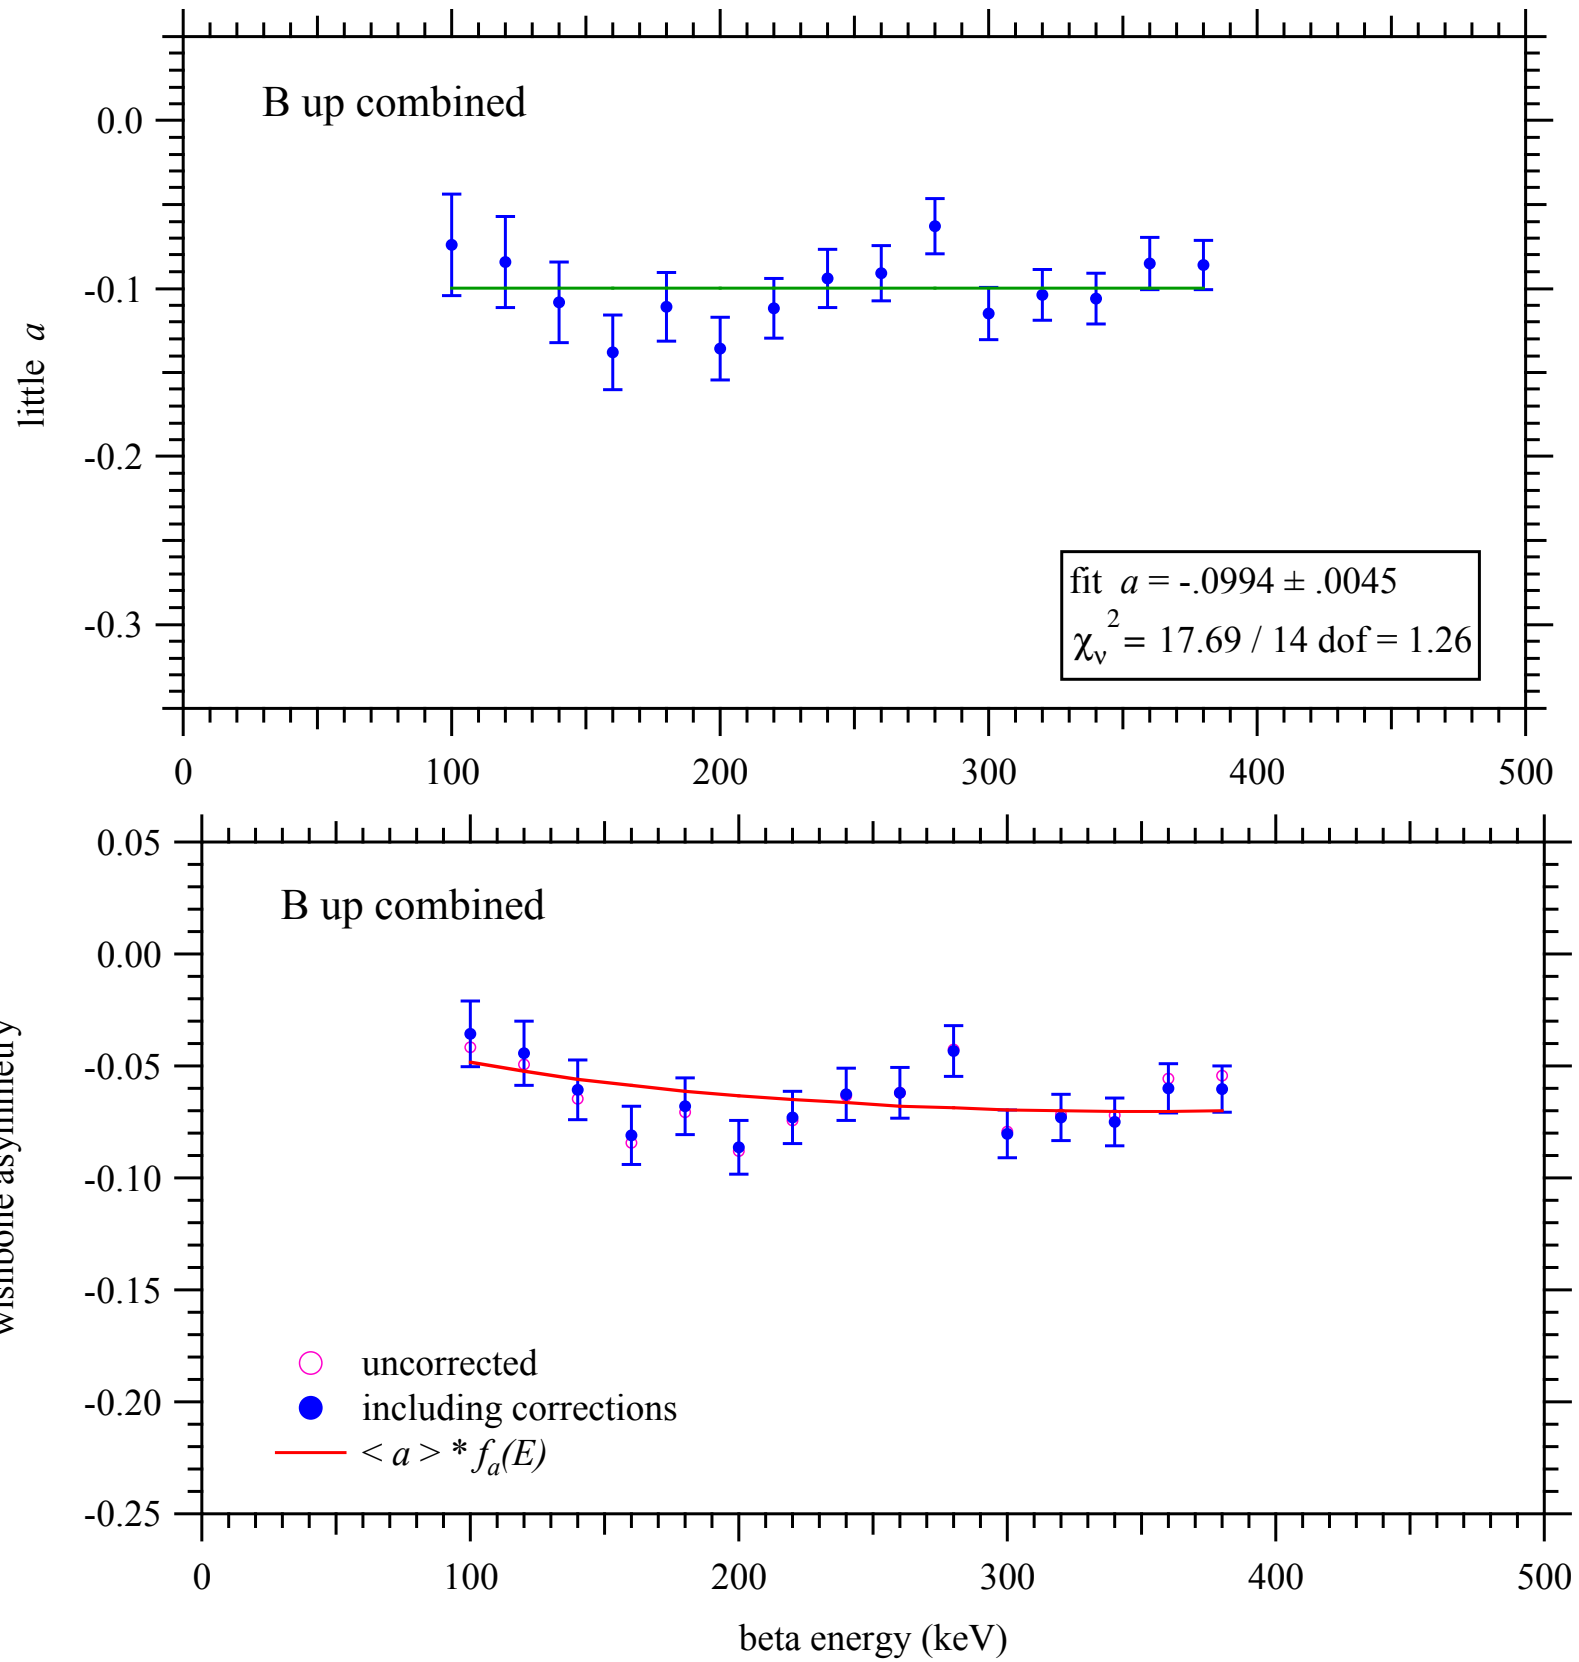 B up combined
0.0
-0.1
-0.2
-0.3
little a
fit a = -.0994 ± .0045
χν2 = 17.69 / 14 dof = 1.26
0 100 200 300 400 500
0.05
0.00
-0.05
-0.10
-0.15
-0.20
-0.25
B up combined
wishbone asymmetry
uncorrected
including corrections
< a > * fa(E)
0 100 200 300 400 500
beta energy (keV)